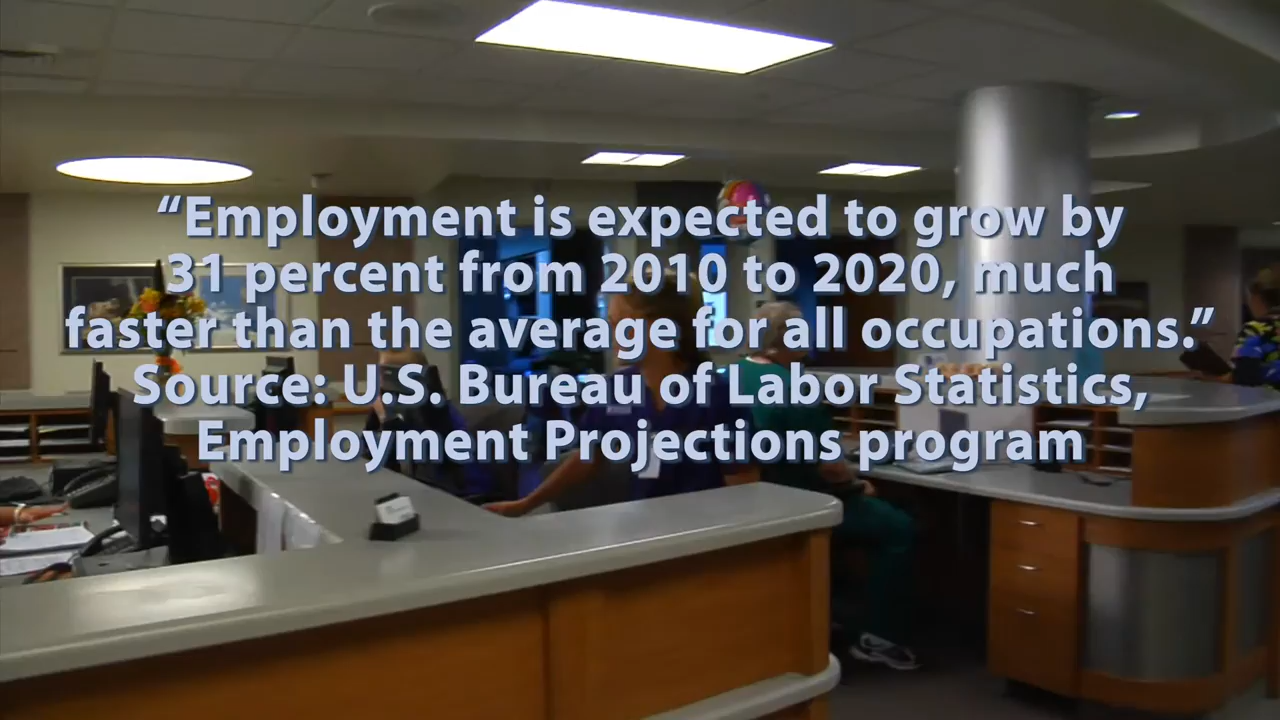 “Employment is expected to grow by
31 percent from 2010 to 2020, much
faster than the average for all occupations.”
Source: U.S. Bureau of Labor Statistics,
Employment Projections program